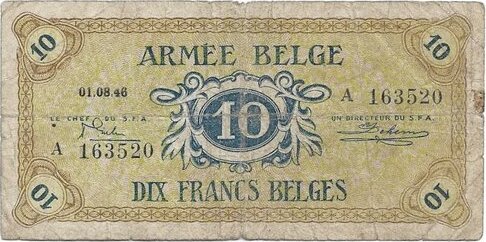 10 10
ARMÉE BELGE
01.08.46
10
A 163520
LE CHEF DU S.F.A.
UN DIRECTEUR DU S.F.A.
A 163520
10 10
DIX FRANCS BELGES